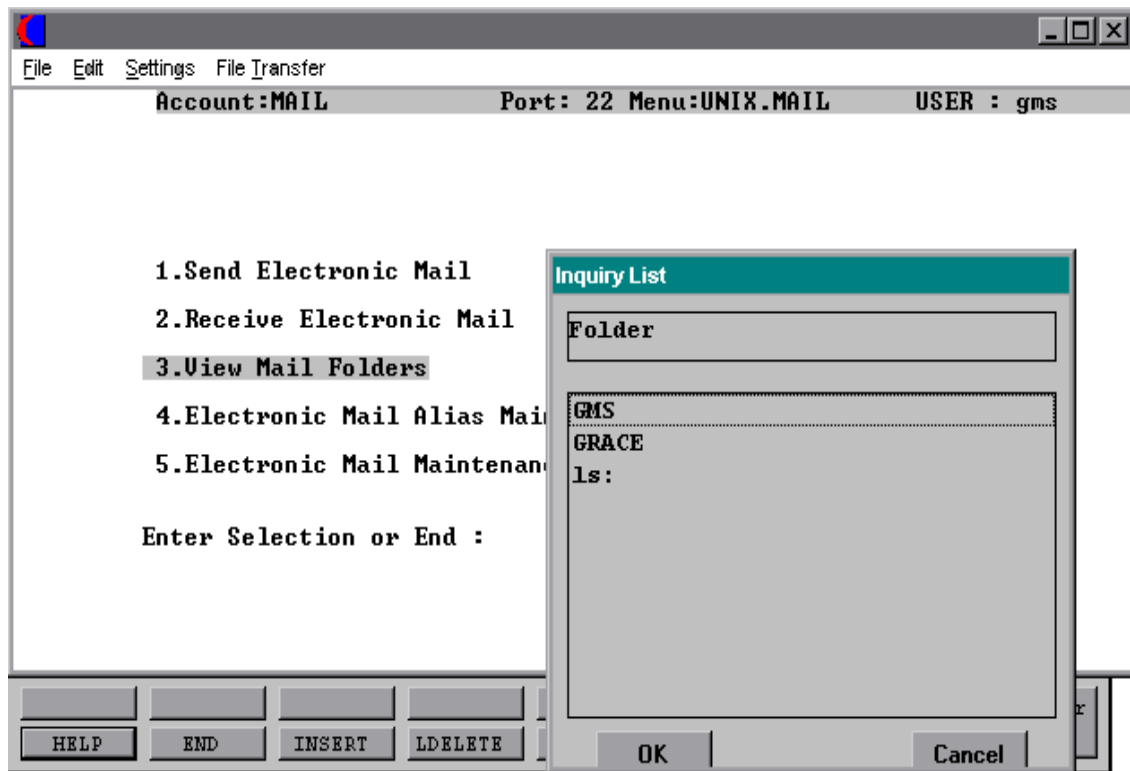 File Edit Settings File Transfer
Account:MAIL Port: 22 Menu:UNIX.MAIL USER : gms
1.Send Electronic Mail
2.Receive Electronic Mail
3.View Mail Folders
4.Electronic Mail Alias
5.Electronic Mail
Enter Selection or End :
Inquiry List
Folder
GMS
GRACE
ls:
OK Cancel
HELP END INSERT LDELETE